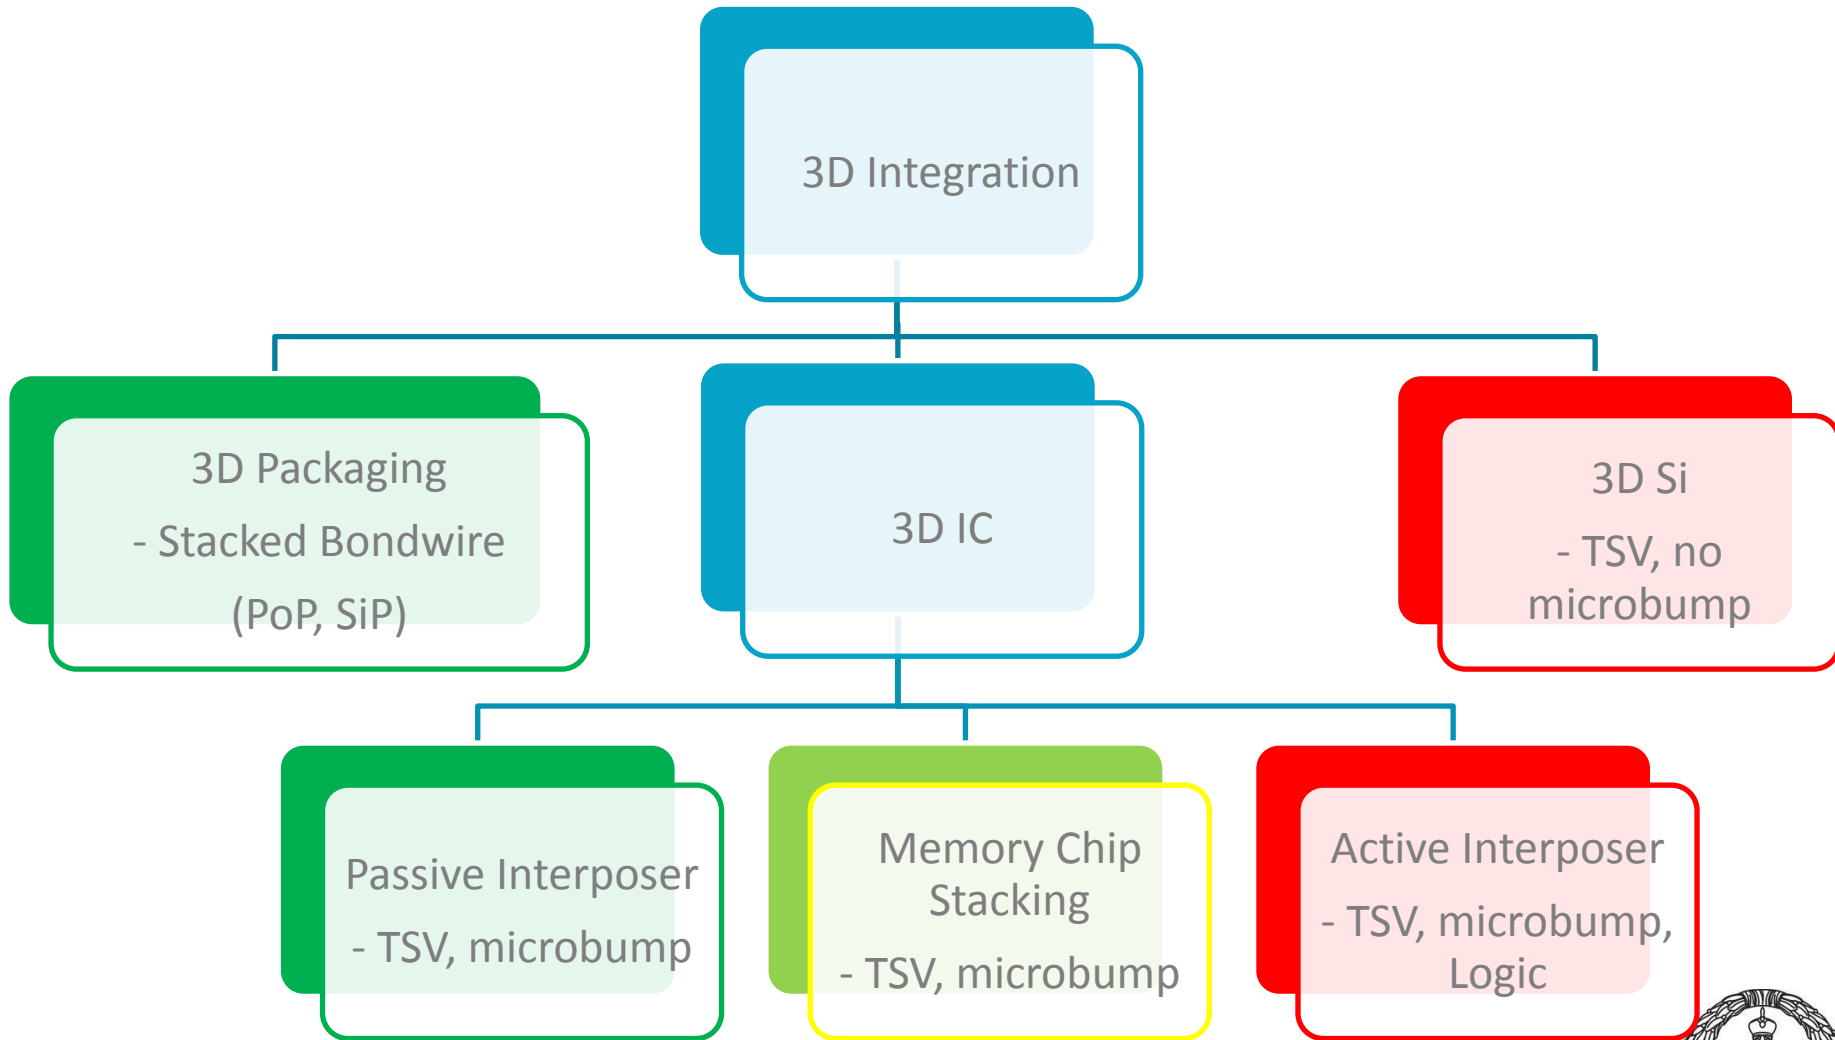 3D Integration
3D Packaging
- Stacked Bondwire
(PoP, SiP)
3D IC
3D Si
- TSV, no
microbump
Passive Interposer
- TSV, microbump
Memory Chip
Stacking
- TSV, microbump
Active Interposer
- TSV, microbump,
Logic